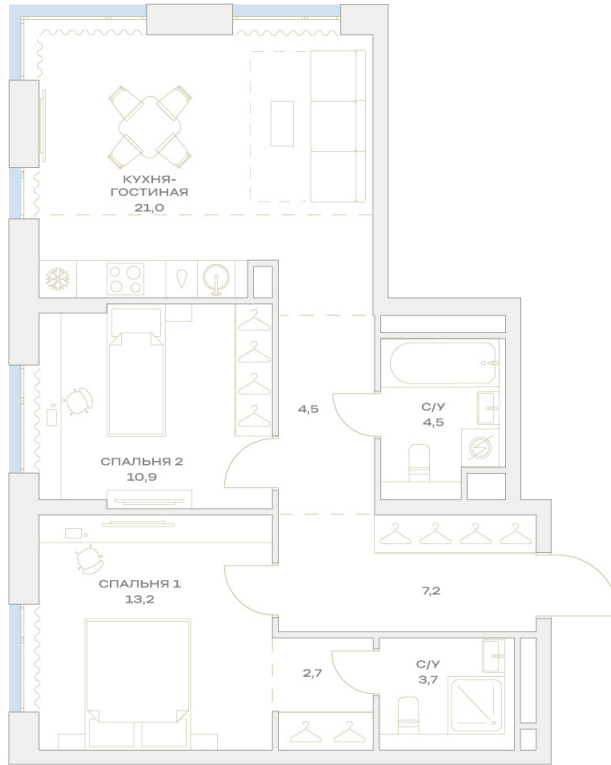 КУХНЯ-
ГОСТИНАЯ
21,0
4,5
С/У
4,5
СПАЛЬНЯ 2
10,9
СПАЛЬНЯ 1
13,2
7,2
2,7
С/У
3,7